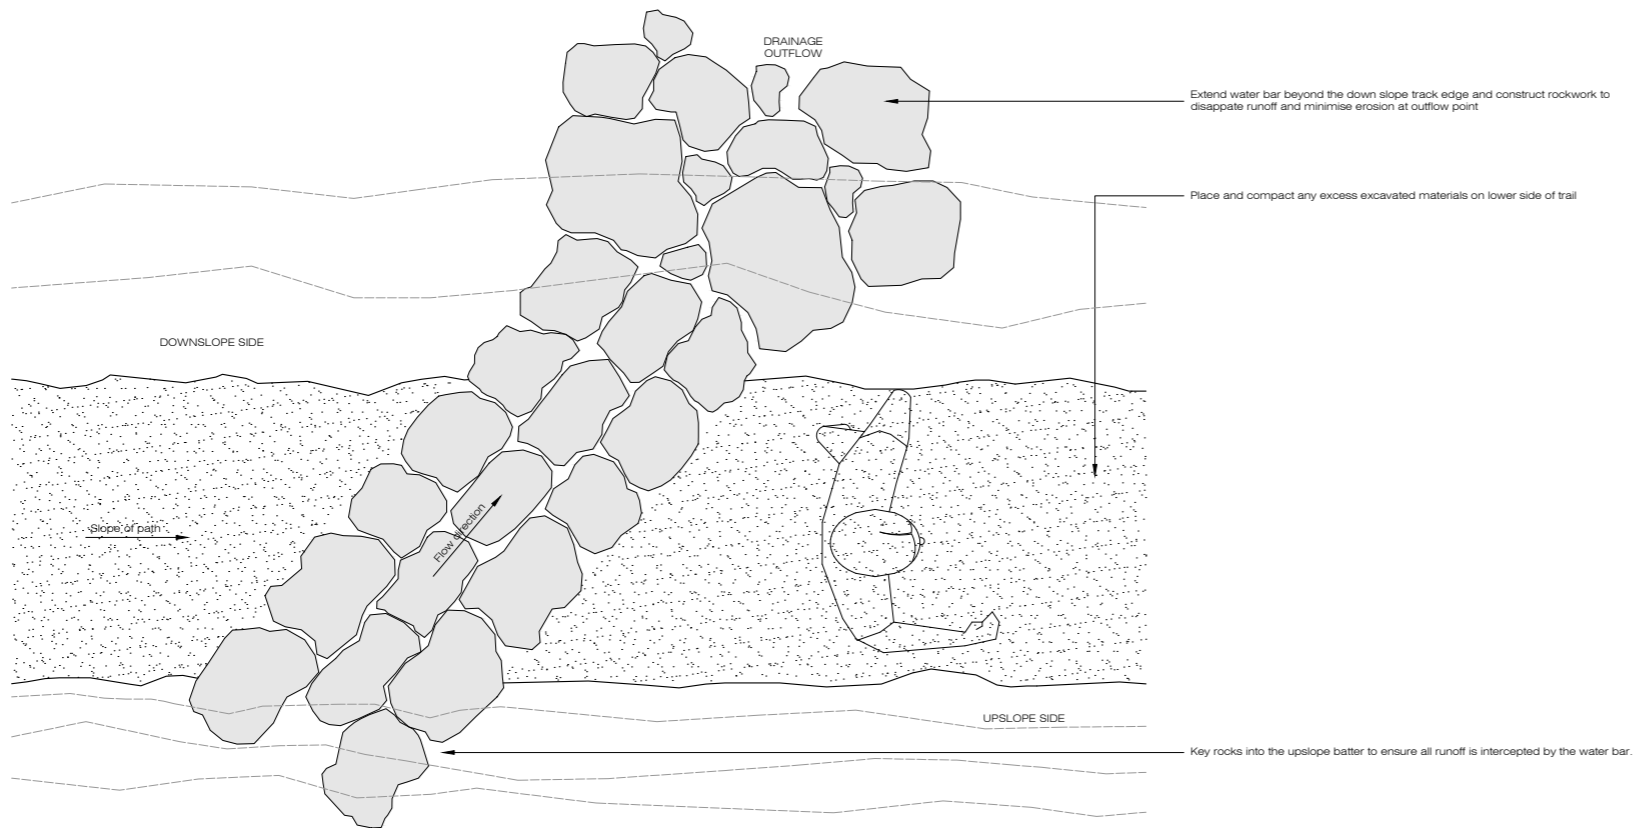 DRAINAGE
OUTFLOW
Extend water bar beyond the down slope track edge and construct rockwork to
disappate runoff and minimise erosion at outflow point
Place and compact any excess excavated materials on lower side of trail
DOWNSLOPE SIDE
Slope of path
Flow direction
UPSLOPE SIDE
Key rocks into the upslope batter to ensure all runoff is intercepted by the water bar.